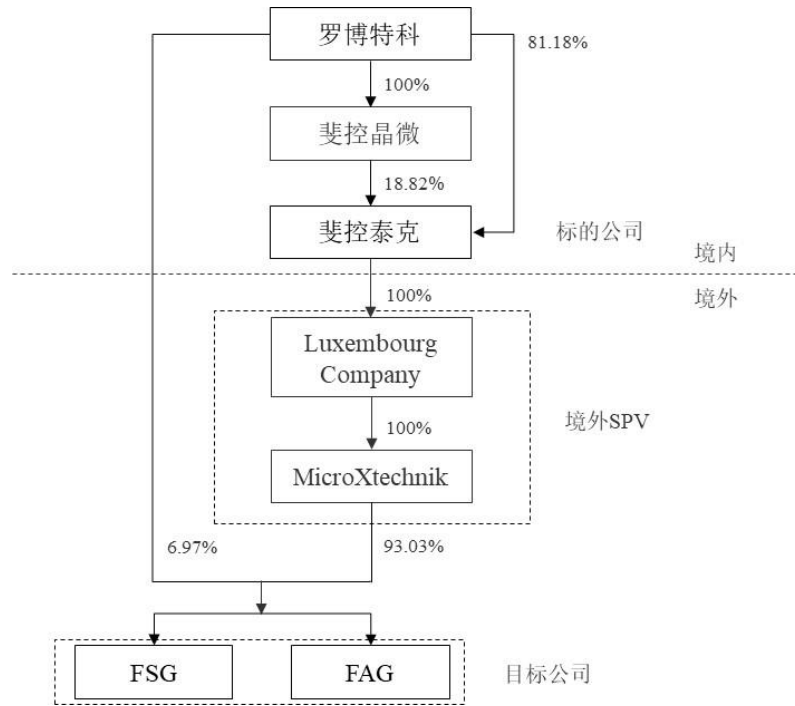 罗博特科
81.18%
100%
斐控晶微
18.82%
斐控泰克
标的公司
境内
100%
境外
Luxembourg
Company
100%
境外SPV
MicroXtechnik
6.97%
93.03%
FSG
FAG
目标公司